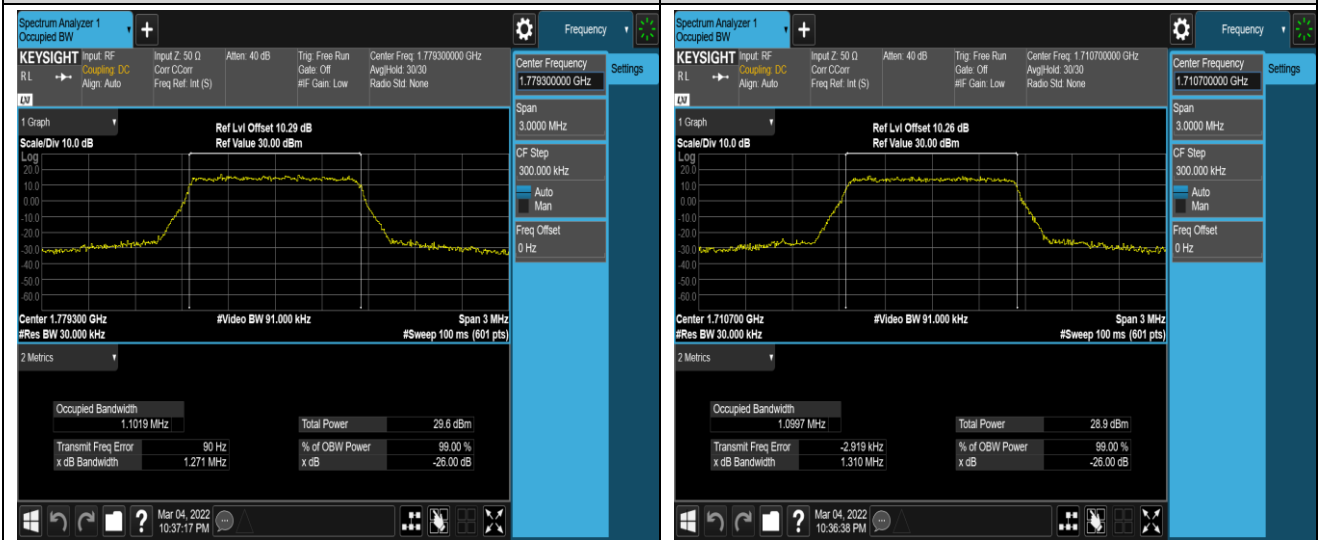 Spectrum Analyzer 1
Occupied BW
+
Frequency
KEYSIGHT Input: RF Input Z: 50 Ω Atten: 40 dB Trig: Free Run Center Freq: 1.779300000 GHz
RL Coupling: DC Corr CCorr Gate: Off Avg|Hold: 30/30
Align: Auto Freq Ref: Int (S) #IF Gain: Low Radio Std: None
LXI
Center Frequency
1.779300000 GHz
Settings
Span
3.0000 MHz
CF Step
300.000 kHz
Auto
Man
Freq Offset
0 Hz
1 Graph
Ref Lvl Offset 10.29 dB
Scale/Div 10.0 dB Ref Value 30.00 dBm
Log
20.0
10.0
0.00
-10.0
-20.0
-30.0
-40.0
-50.0
-60.0
Center 1.779300 GHz #Video BW 91.000 kHz Span 3 MHz
#Res BW 30.000 kHz #Sweep 100 ms (601 pts)
2 Metrics
Occupied Bandwidth
1.1019 MHz Total Power 29.6 dBm
Transmit Freq Error 90 Hz % of OBW Power 99.00 %
x dB Bandwidth 1.271 MHz x dB -26.00 dB
?
Mar 04, 2022
10:37:17 PM
Spectrum Analyzer 1
Occupied BW
+
Frequency
KEYSIGHT Input: RF Input Z: 50 Ω Atten: 40 dB Trig: Free Run Center Freq: 1.710700000 GHz
RL Coupling: DC Corr CCorr Gate: Off Avg|Hold: 30/30
Align: Auto Freq Ref: Int (S) #IF Gain: Low Radio Std: None
LXI
Center Frequency
1.710700000 GHz
Settings
Span
3.0000 MHz
CF Step
300.000 kHz
Auto
Man
Freq Offset
0 Hz
1 Graph
Ref Lvl Offset 10.26 dB
Scale/Div 10.0 dB Ref Value 30.00 dBm
Log
20.0
10.0
0.00
-10.0
-20.0
-30.0
-40.0
-50.0
-60.0
Center 1.710700 GHz #Video BW 91.000 kHz Span 3 MHz
#Res BW 30.000 kHz #Sweep 100 ms (601 pts)
2 Metrics
Occupied Bandwidth
1.0997 MHz Total Power 28.9 dBm
Transmit Freq Error -2.919 kHz % of OBW Power 99.00 %
x dB Bandwidth 1.310 MHz x dB -26.00 dB
?
Mar 04, 2022
10:36:38 PM